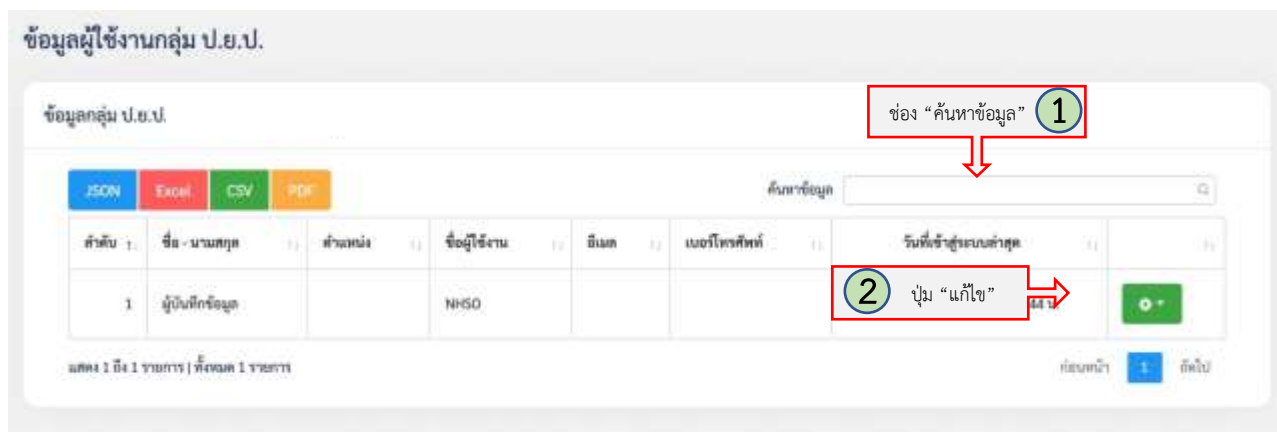 ข้อมูลผู้ใช้งานกลุ่ม ป.ย.ป.
ข้อมูลกลุ่ม ป.ย.ป.
ช่อง “ค้นหาข้อมูล” 1
JSON Excel CSV PDF ค้นหาข้อมูล
ลำดับ ชื่อ - นามสกุล ตำแหน่ง ชื่อผู้ใช้งาน อีเมล เบอร์โทรศัพท์ วันที่เข้าสู่ระบบล่าสุด
2 ปุ่ม “แก้ไข”
1 ผู้บันทึกข้อมูล NHSO 44 น.
แสดง 1 ถึง 1 รายการ | ทั้งหมด 1 รายการ
ก่อนหน้า 1 ถัดไป